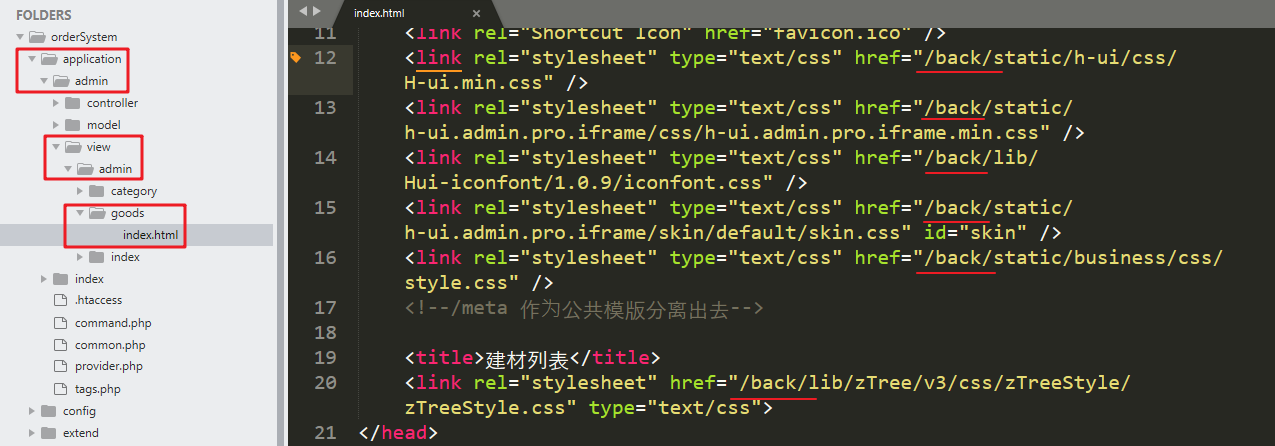 FOLDERS
orderSystem
application
admin
controller
model
view
admin
category
goods
index.html
index
index
.htaccess
command.php
common.php
provider.php
tags.php
config
extend
index.html ×
11 <link rel="Shortcut Icon" href="favicon.ico" />
12 <link rel="stylesheet" type="text/css" href="/back/static/h-ui/css/
H-ui.min.css" />
13 <link rel="stylesheet" type="text/css" href="/back/static/
h-ui.admin.pro.iframe/css/h-ui.admin.pro.iframe.min.css" />
14 <link rel="stylesheet" type="text/css" href="/back/lib/
Hui-iconfont/1.0.9/iconfont.css" />
15 <link rel="stylesheet" type="text/css" href="/back/static/
h-ui.admin.pro.iframe/skin/default/skin.css" id="skin" />
16 <link rel="stylesheet" type="text/css" href="/back/static/business/css/
style.css" />
17 <!--/meta 作为公共模版分离出去-->
18
19 <title>建材列表</title>
20 <link rel="stylesheet" href="/back/lib/zTree/v3/css/zTreeStyle/
zTreeStyle.css" type="text/css">
21 </head>